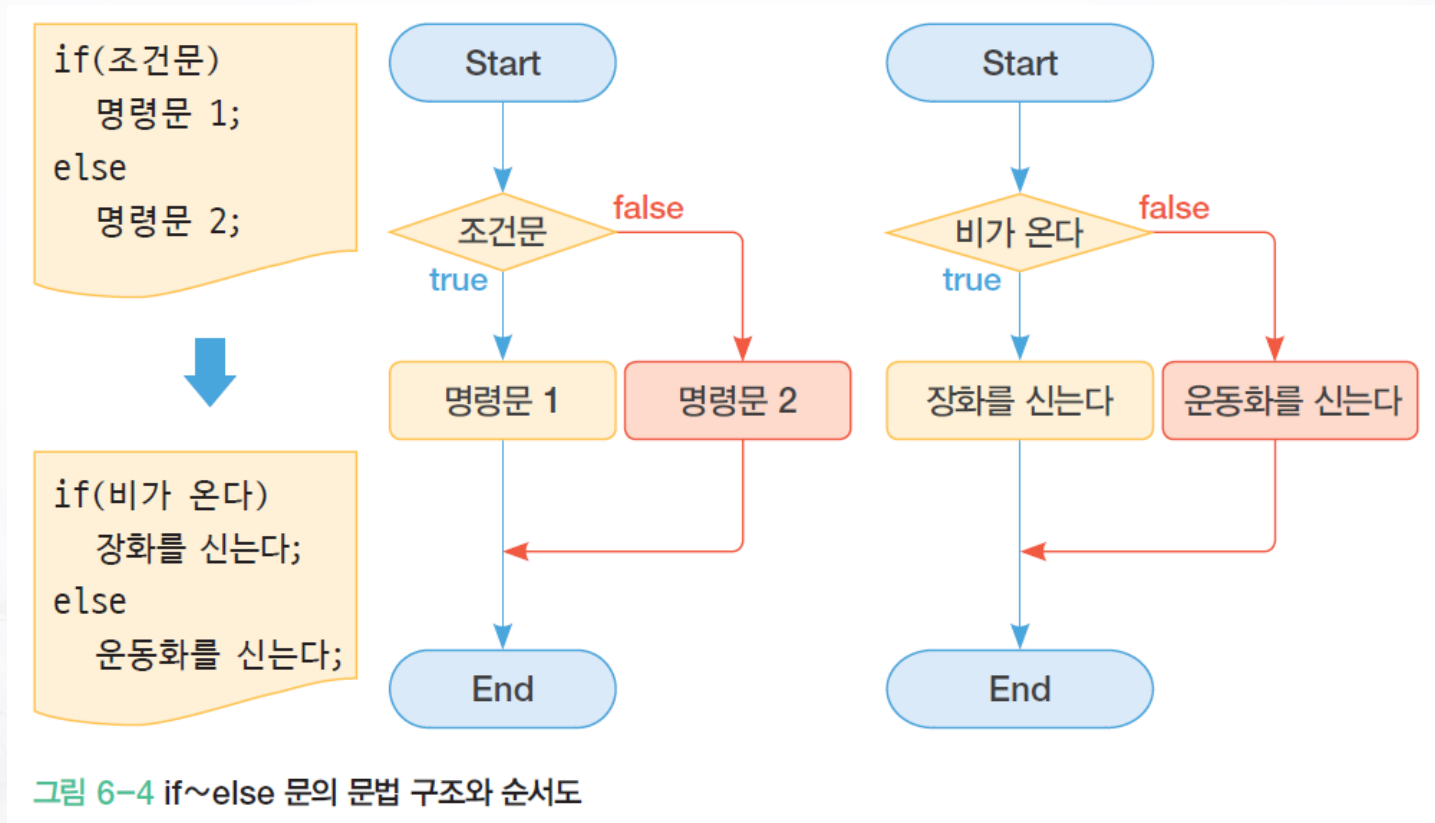 if(조건문)
명령문 1;
else
명령문 2;
if(비가 온다)
장화를 신는다;
else
운동화를 신는다;
Start
조건문
false
true
명령문 1
명령문 2
End
Start
비가 온다
false
true
장화를 신는다
운동화를 신는다
End
그림 6-4 if~else 문의 문법 구조와 순서도